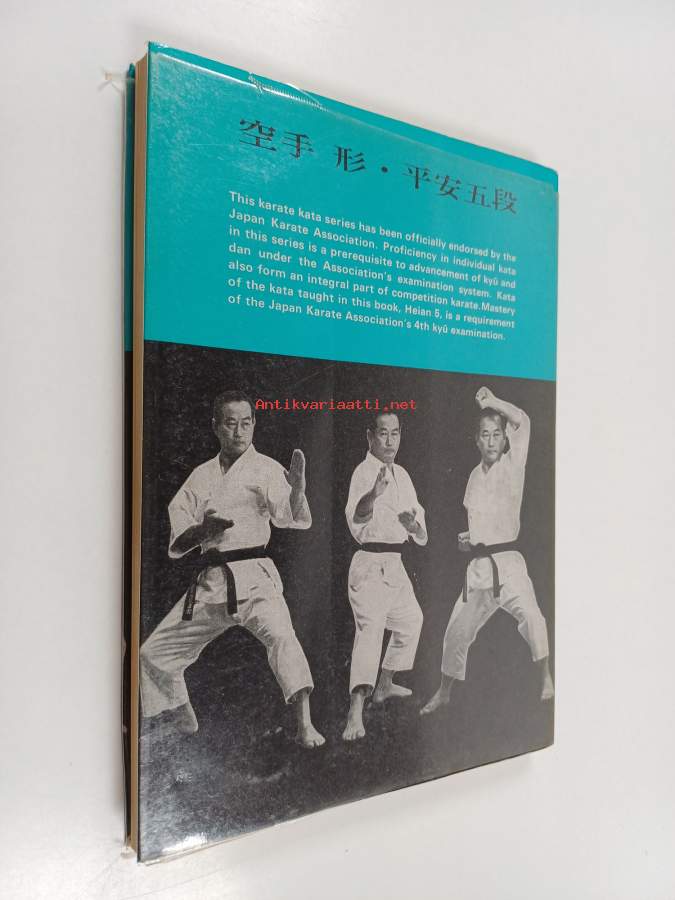 空手 形・平安五段
This karate kata series has been officially endorsed by the
Japan Karate Association. Proficiency in individual kata
in this series is a prerequisite to advancement of kyū and
dan under the Association's examination system. Kata
also form an integral part of competition karate. Mastery
of the kata taught in this book, Heian 5, is a requirement
of the Japan Karate Association's 4th kyū examination.
Antikvariaatti.net